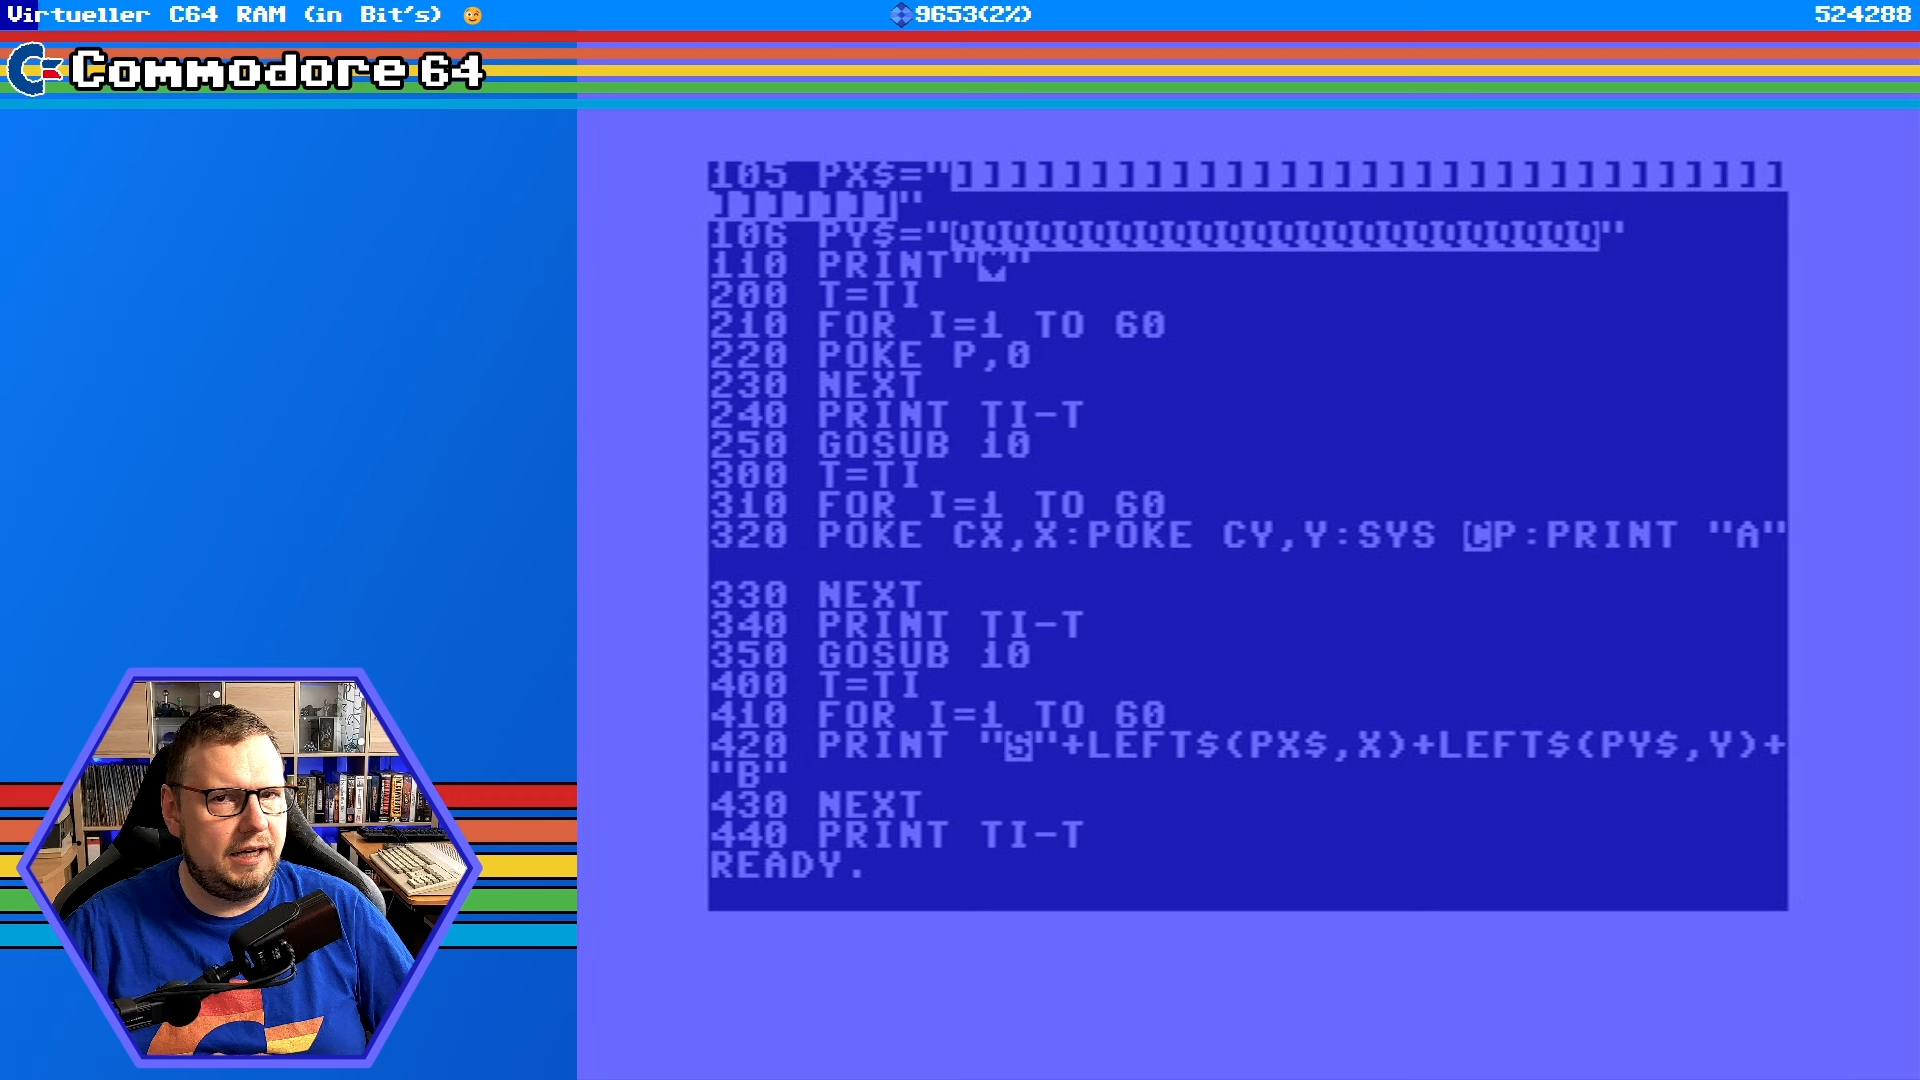 Virtueller C64 RAM (in Bit's) 😉
9653(2%)
524288
Commodore 64
105 PX$="]]]]]]]]]]]]]]]]]]]]]]]]]]]]]]]
]]]]]]]"
106 PY$="QQQQQQQQQQQQQQQQQQQQQQQQ"
110 PRINT"♥"
200 T=TI
210 FOR I=1 TO 60
220 POKE P,0
230 NEXT
240 PRINT TI-T
250 GOSUB 10
300 T=TI
310 FOR I=1 TO 60
320 POKE CX,X:POKE CY,Y:SYS CP:PRINT "A"
330 NEXT
340 PRINT TI-T
350 GOSUB 10
400 T=TI
410 FOR I=1 TO 60
420 PRINT "S"+LEFT$(PX$,X)+LEFT$(PY$,Y)+
"B"
430 NEXT
440 PRINT TI-T
READY.